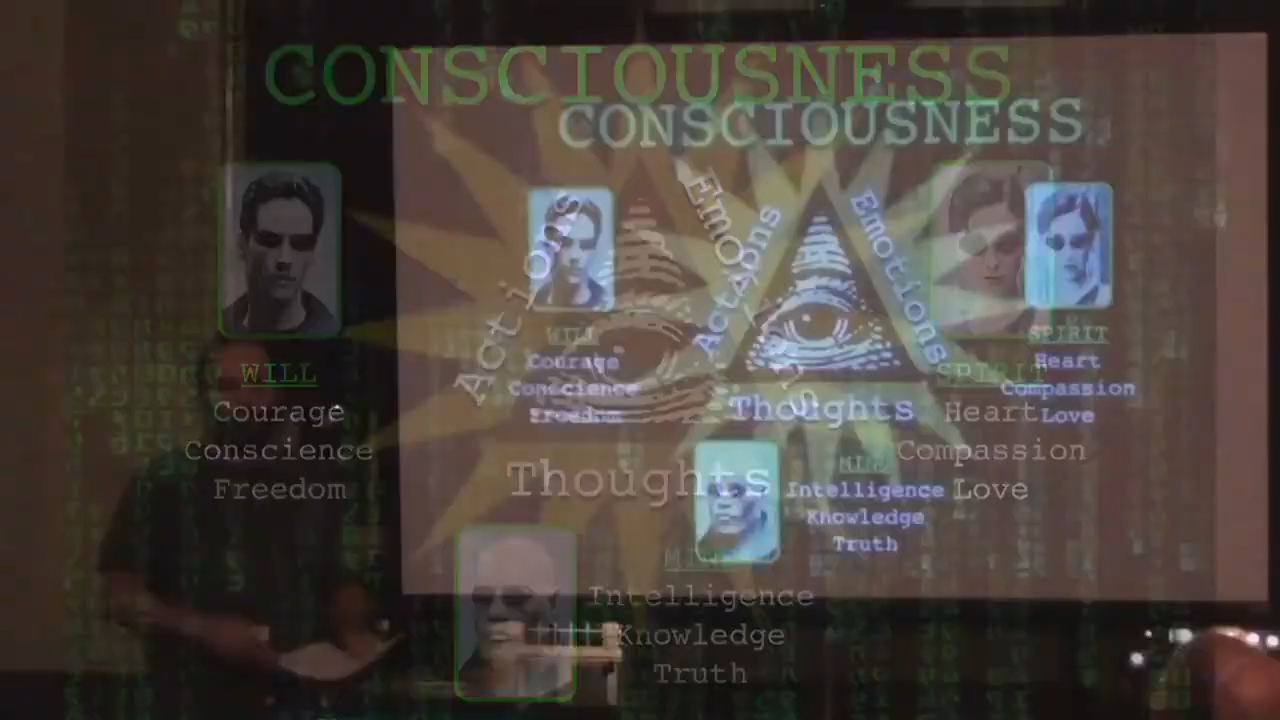 CONSCIOUSNESS
CONSCIOUSNESS
Actions
Emotions
Actions
Emotions
WILL
Courage
Conscience
Freedom
SPIRIT
Heart
Compassion
Love
Thoughts
WILL
Courage
Conscience
Freedom
SPIRIT
Heart
Compassion
Love
Thoughts
Intelligence
Knowledge
Truth
Intelligence
Knowledge
Truth